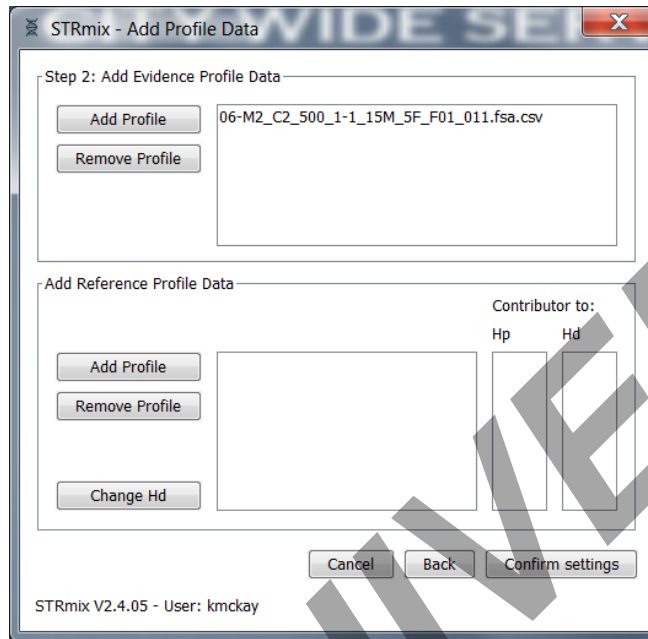 STRmix - Add Profile Data
Step 2: Add Evidence Profile Data
Add Profile
06-M2_C2_500_1-1_15M_5F_F01_011.fsa.csv
Remove Profile
Add Reference Profile Data
Contributor to:
Hp Hd
Add Profile
Remove Profile
Change Hd
Cancel Back Confirm settings
STRmix V2.4.05 - User: kmckay